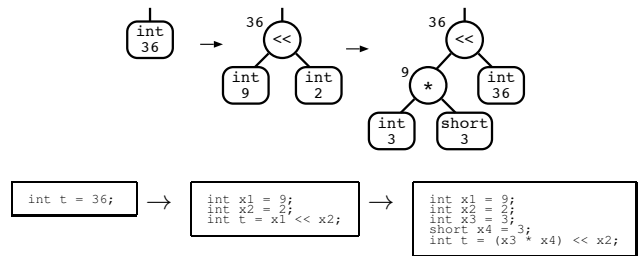 int
36
36
<<
int
9
int
2
36
<<
9
*
int
36
int
3
short
3
int t = 36;
int x1 = 9;
int x2 = 2;
int t = x1 << x2;
int x1 = 9;
int x2 = 2;
int x3 = 3;
short x4 = 3;
int t = (x3 * x4) << x2;